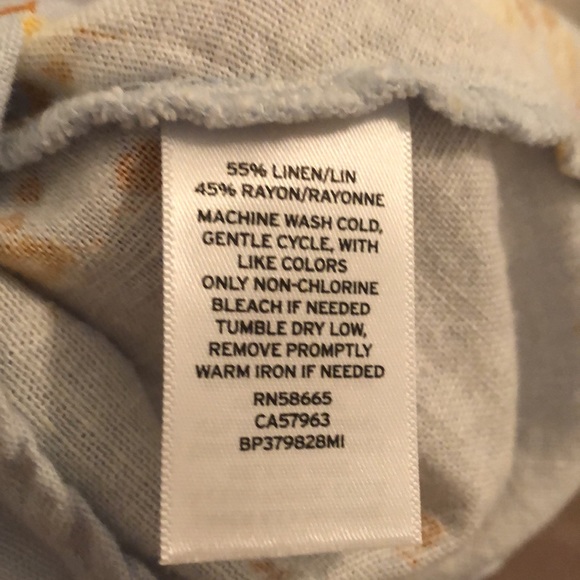 55% LINEN/LIN
45% RAYON/RAYONNE
MACHINE WASH COLD,
GENTLE CYCLE, WITH
LIKE COLORS
ONLY NON-CHLORINE
BLEACH IF NEEDED
TUMBLE DRY LOW,
REMOVE PROMPTLY
WARM IRON IF NEEDED
RN58665
CA57963
BP379828MI